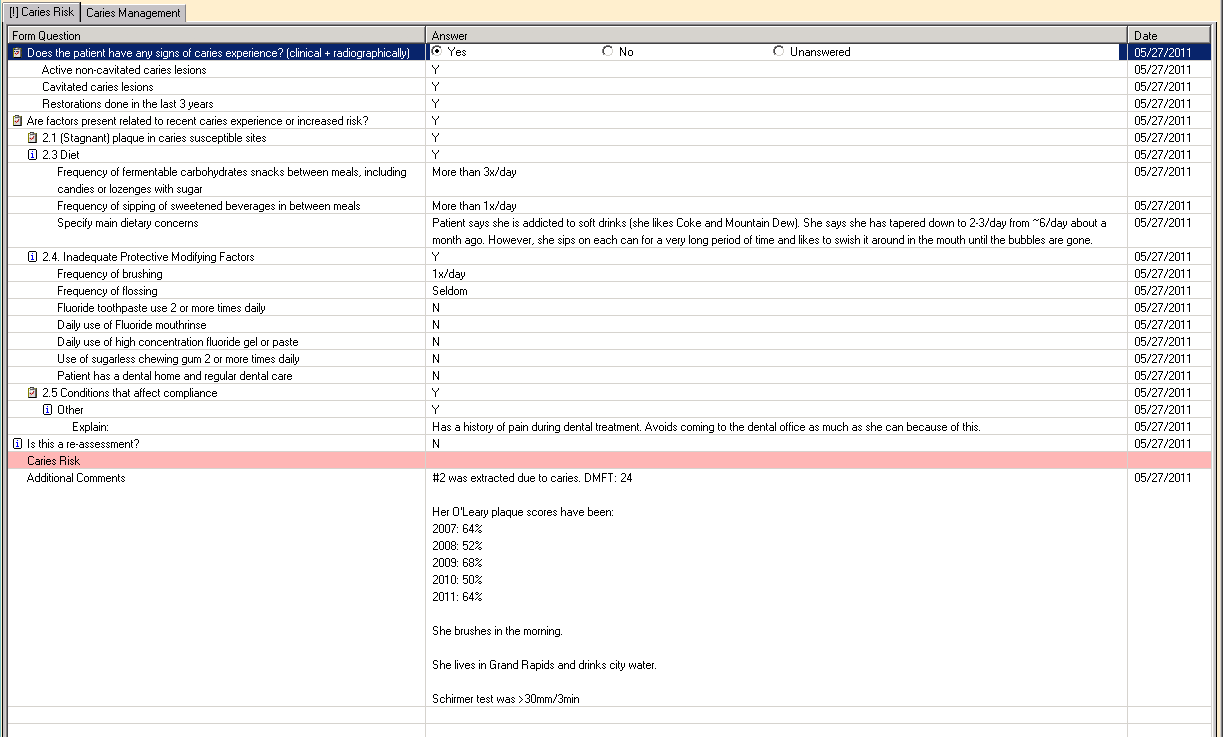 [!] Caries Risk Caries Management
Form Question Answer Date
Does the patient have any signs of caries experience? (clinical + radiographically) Yes No Unanswered 05/27/2011
Active non-cavitated caries lesions Y 05/27/2011
Cavitated caries lesions Y 05/27/2011
Restorations done in the last 3 years Y 05/27/2011
Are factors present related to recent caries experience or increased risk? Y 05/27/2011
2.1 (Stagnant) plaque in caries susceptible sites Y 05/27/2011
2.3 Diet Y 05/27/2011
Frequency of fermentable carbohydrates snacks between meals, including More than 3x/day 05/27/2011
candies or lozenges with sugar
Frequency of sipping of sweetened beverages in between meals More than 1x/day 05/27/2011
Specify main dietary concerns Patient says she is addicted to soft drinks (she likes Coke and Mountain Dew). She says she has tapered down to 2-3/day from ~6/day about a 05/27/2011
month ago. However, she sips on each can for a very long period of time and likes to swish it around in the mouth until the bubbles are gone.
2.4. Inadequate Protective Modifying Factors Y 05/27/2011
Frequency of brushing 1x/day 05/27/2011
Frequency of flossing Seldom 05/27/2011
Fluoride toothpaste use 2 or more times daily N 05/27/2011
Daily use of Fluoride mouthrinse N 05/27/2011
Daily use of high concentration fluoride gel or paste N 05/27/2011
Use of sugarless chewing gum 2 or more times daily N 05/27/2011
Patient has a dental home and regular dental care N 05/27/2011
2.5 Conditions that affect compliance Y 05/27/2011
Other Y 05/27/2011
Explain: Has a history of pain during dental treatment. Avoids coming to the dental office as much as she can because of this. 05/27/2011
Is this a re-assessment? N 05/27/2011
Caries Risk
Additional Comments #2 was extracted due to caries. DMFT: 24 05/27/2011
Her O'Leary plaque scores have been:
2007: 64%
2008: 52%
2009: 68%
2010: 50%
2011: 64%
She brushes in the morning.
She lives in Grand Rapids and drinks city water.
Schirmer test was >30mm/3min